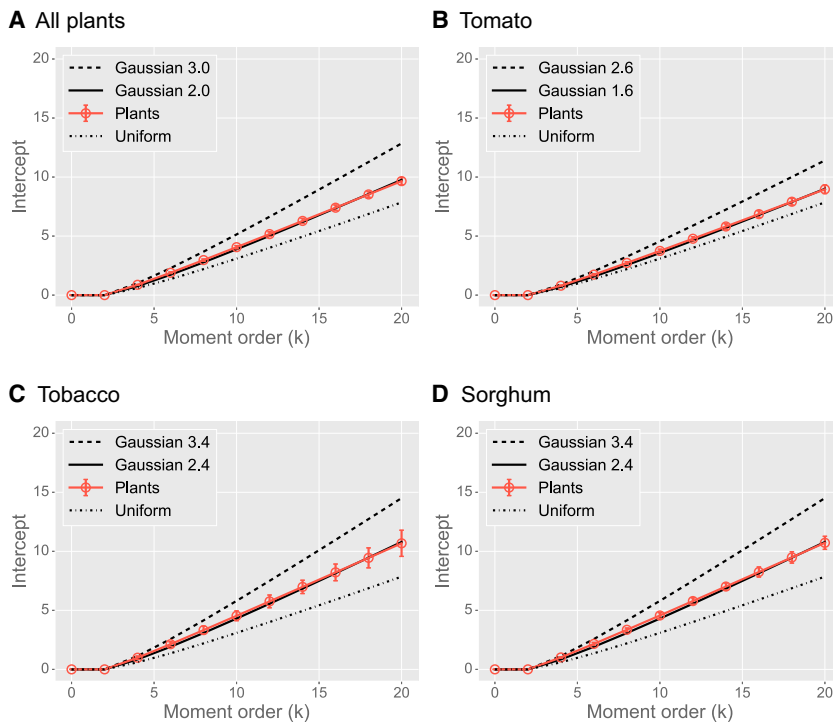 A All plants
20
15
10
5
0
Intercept
Gaussian 3.0
Gaussian 2.0
Plants
Uniform
0 5 10 15 20
Moment order (k)
B Tomato
20
15
10
5
0
Intercept
Gaussian 2.6
Gaussian 1.6
Plants
Uniform
0 5 10 15 20
Moment order (k)
C Tobacco
20
15
10
5
0
Intercept
Gaussian 3.4
Gaussian 2.4
Plants
Uniform
0 5 10 15 20
Moment order (k)
D Sorghum
20
15
10
5
0
Intercept
Gaussian 3.4
Gaussian 2.4
Plants
Uniform
0 5 10 15 20
Moment order (k)